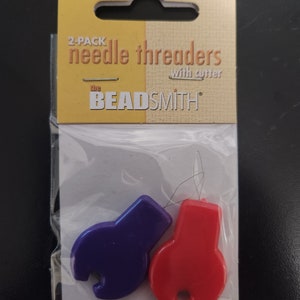 2-PACK
needle threaders
with cutter
the
BEADSMITH®